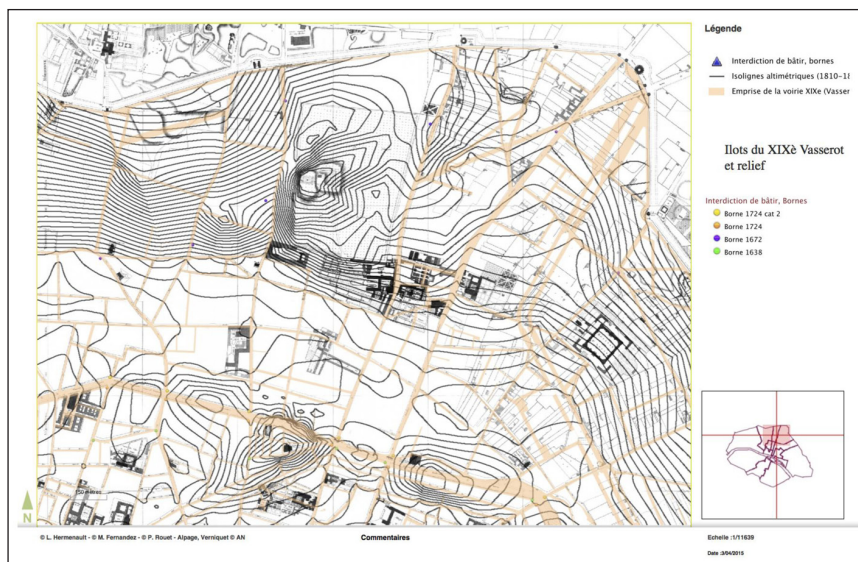 Légende
Interdiction de bâtir, bornes
Isolignes altimétriques (1810-18
Emprise de la voirie XIXe (Vasser
Ilots du XIXè Vasserot
et relief
Interdiction de bâtir, Bornes
Borne 1724 cat 2
Borne 1724
Borne 1672
Borne 1638
N
© L. Hermenault - © M. Fernandez - © P. Rouet - Alpage, Verniquet © AN
Commentaires
Echelle :1/11639
Date :3/04/2015